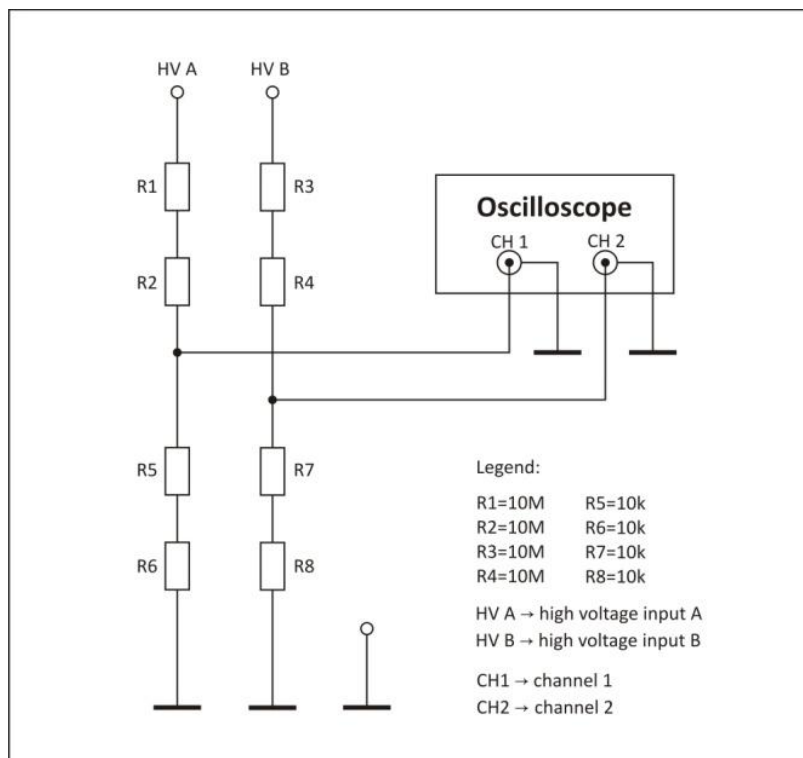 HV A
HV B
R1
R3
Oscilloscope
CH 1
CH 2
R2
R4
R5
R7
R6
R8
Legend:
R1=10M R5=10k
R2=10M R6=10k
R3=10M R7=10k
R4=10M R8=10k
HV A → high voltage input A
HV B → high voltage input B
CH1 → channel 1
CH2 → channel 2